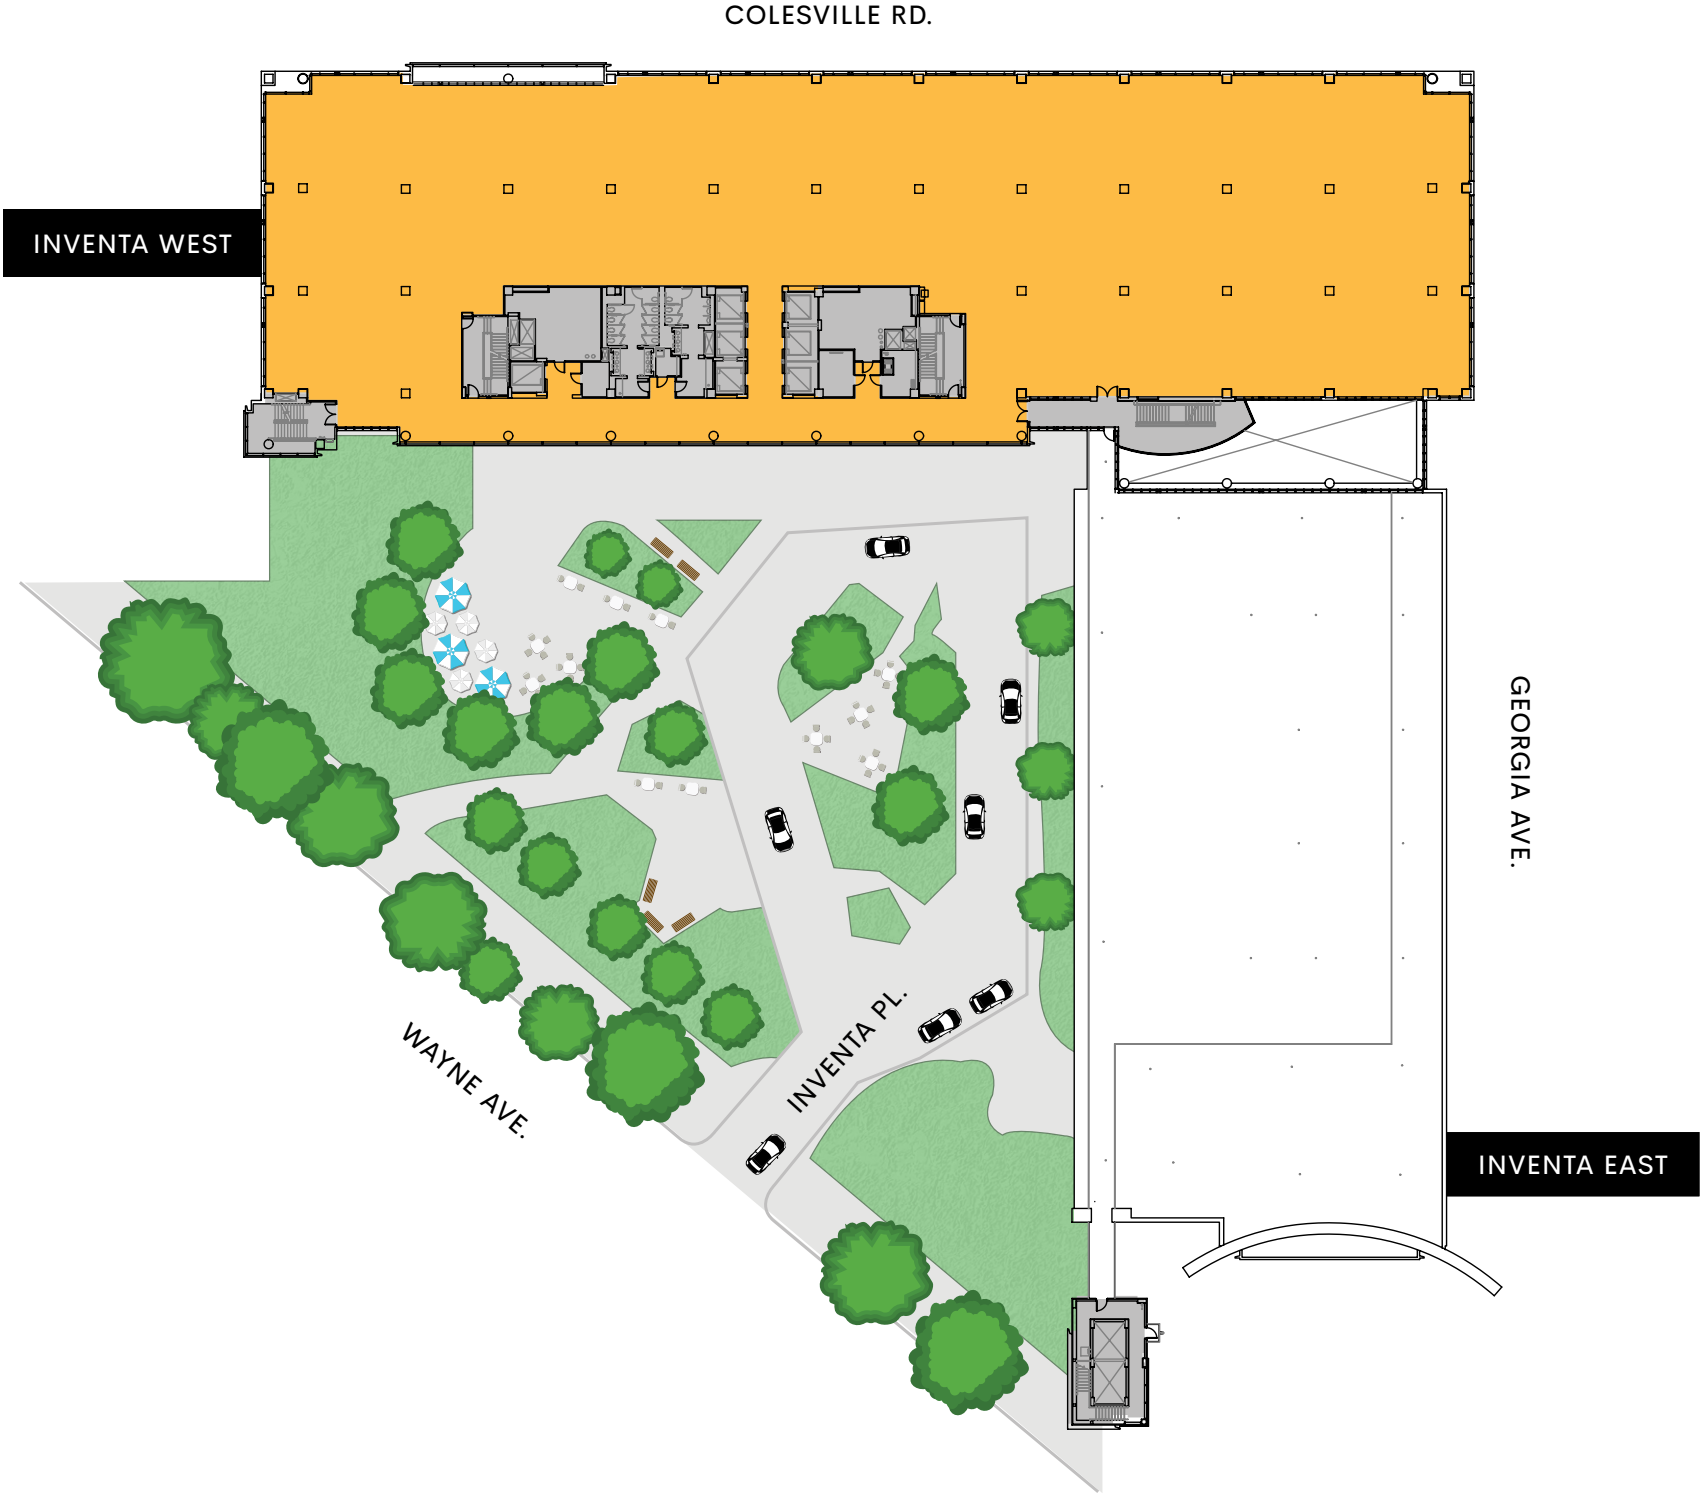 COLESVILLE RD.
INVENTA WEST
GEORGIA AVE.
INVENTA PL.
WAYNE AVE.
INVENTA EAST